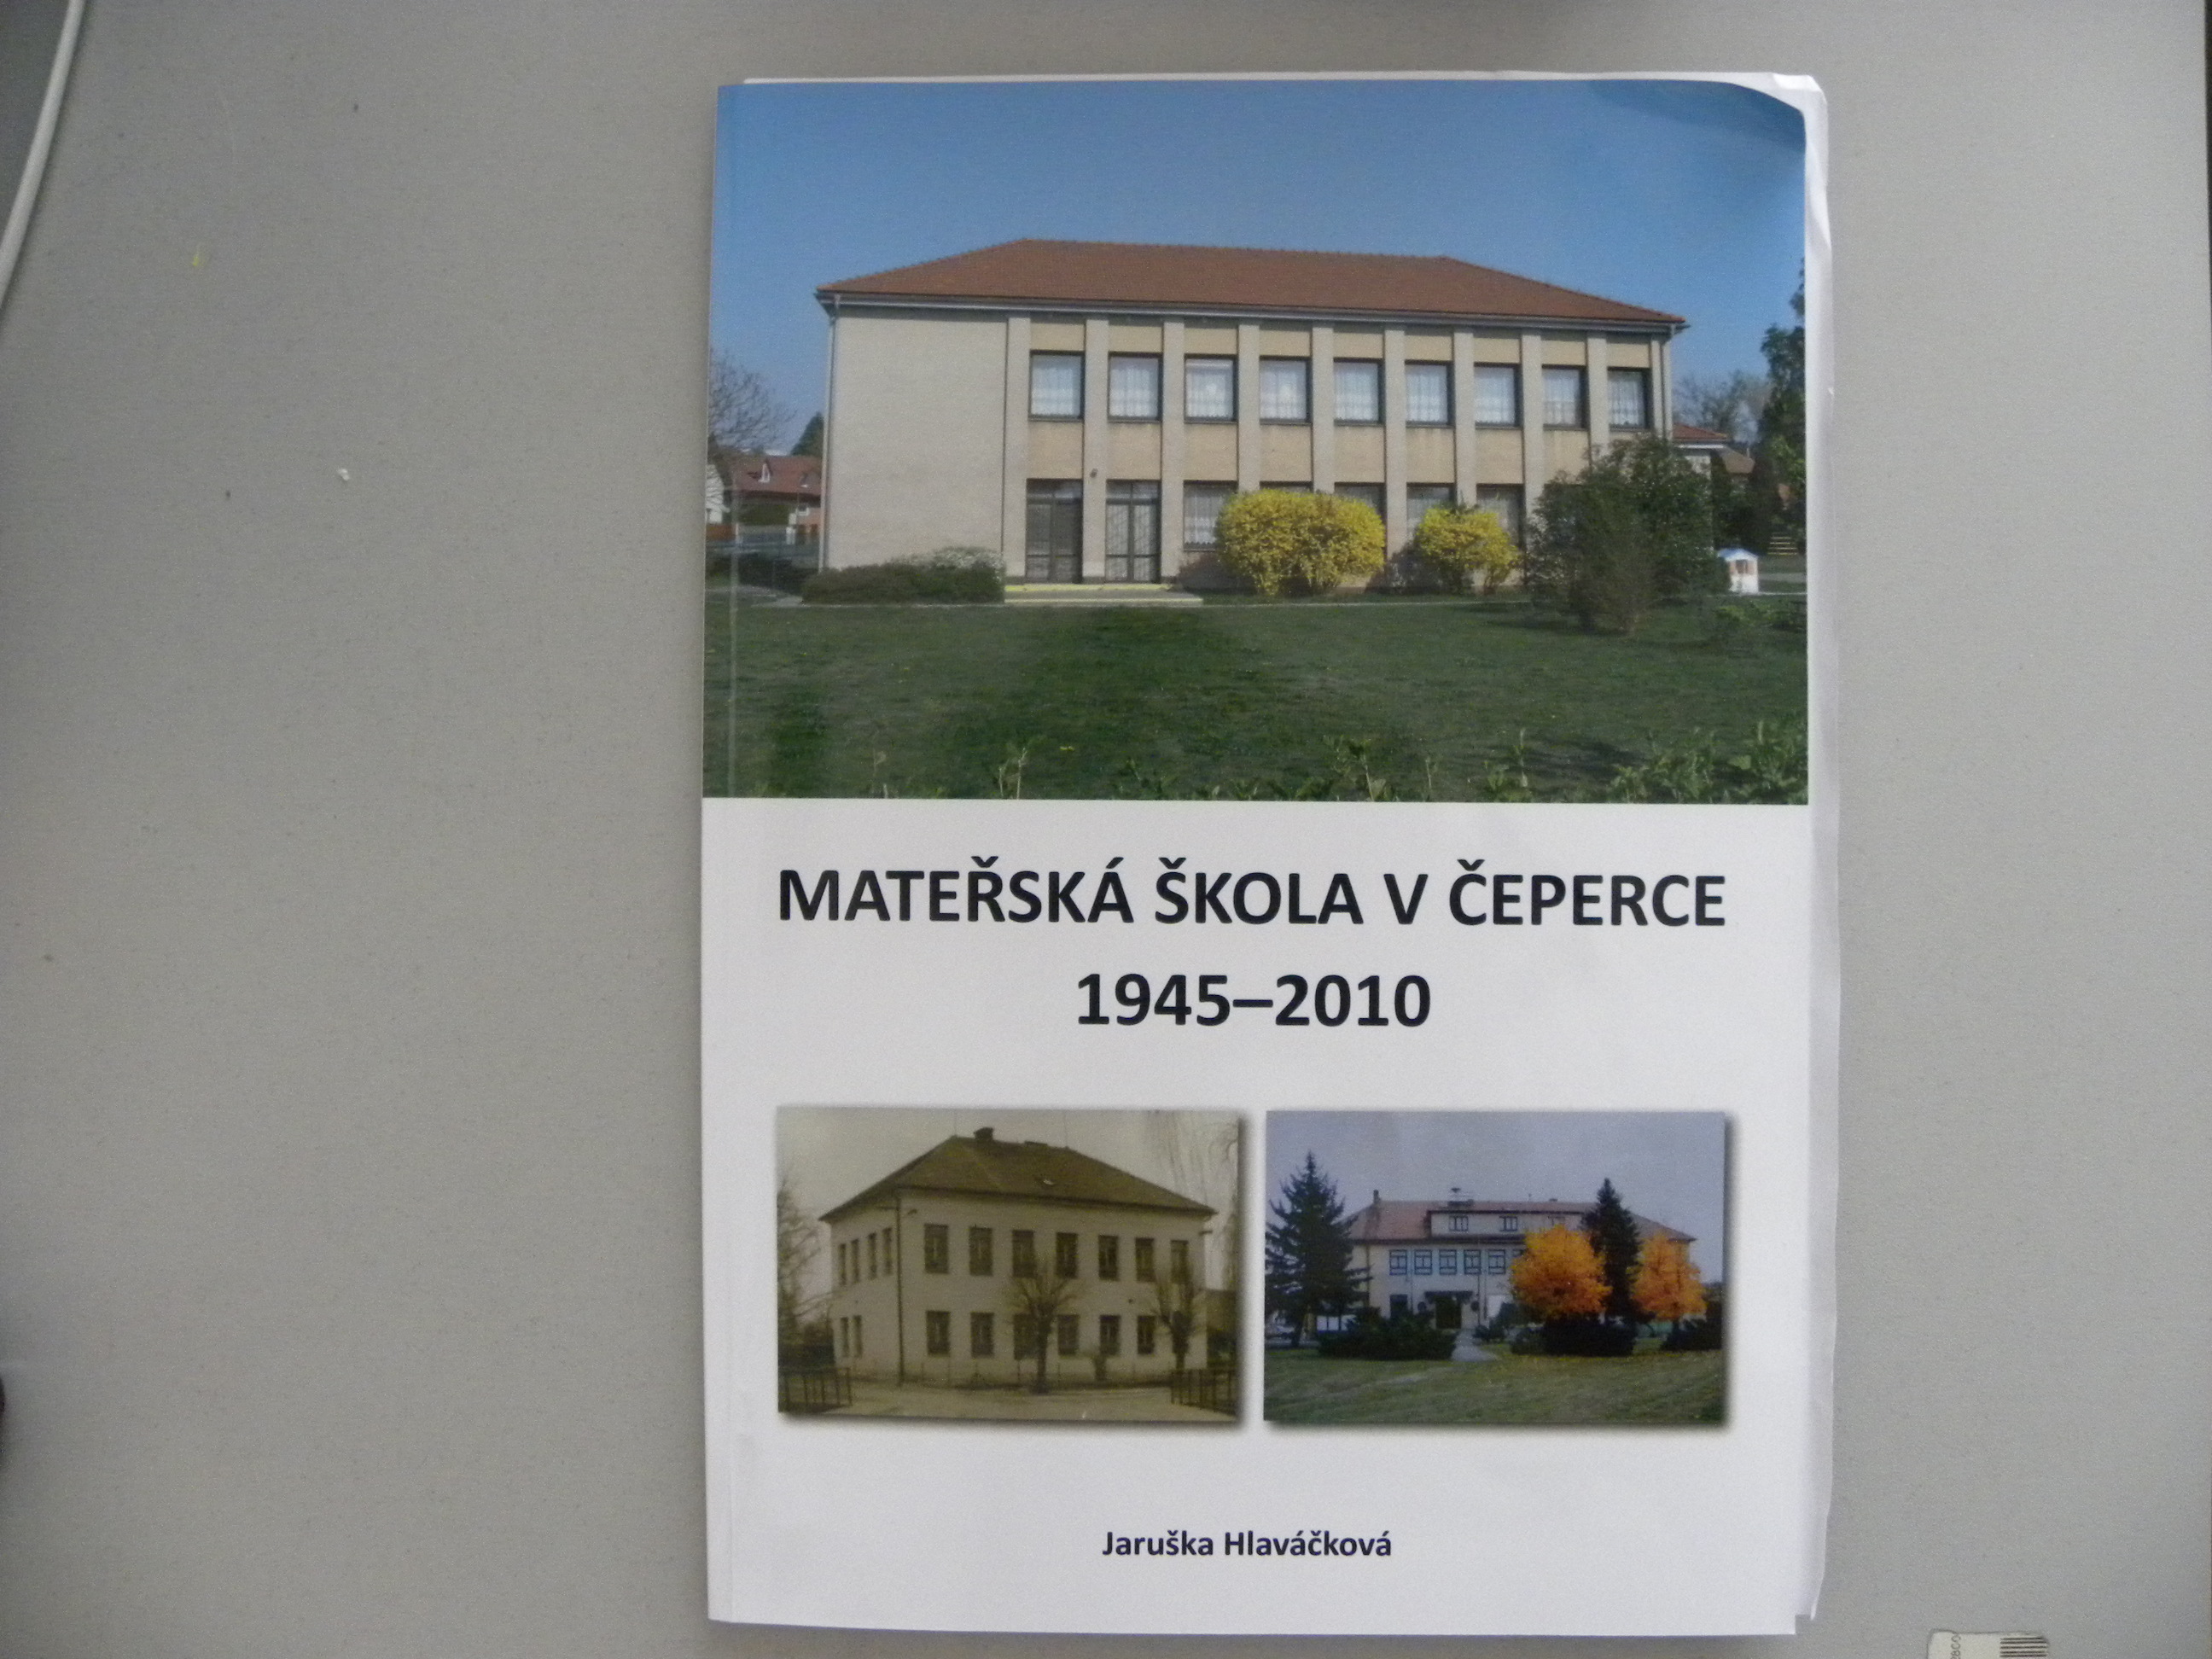 MATEŘSKÁ ŠKOLA V ČEPERCE
1945–2010
Jaruška Hlaváčková